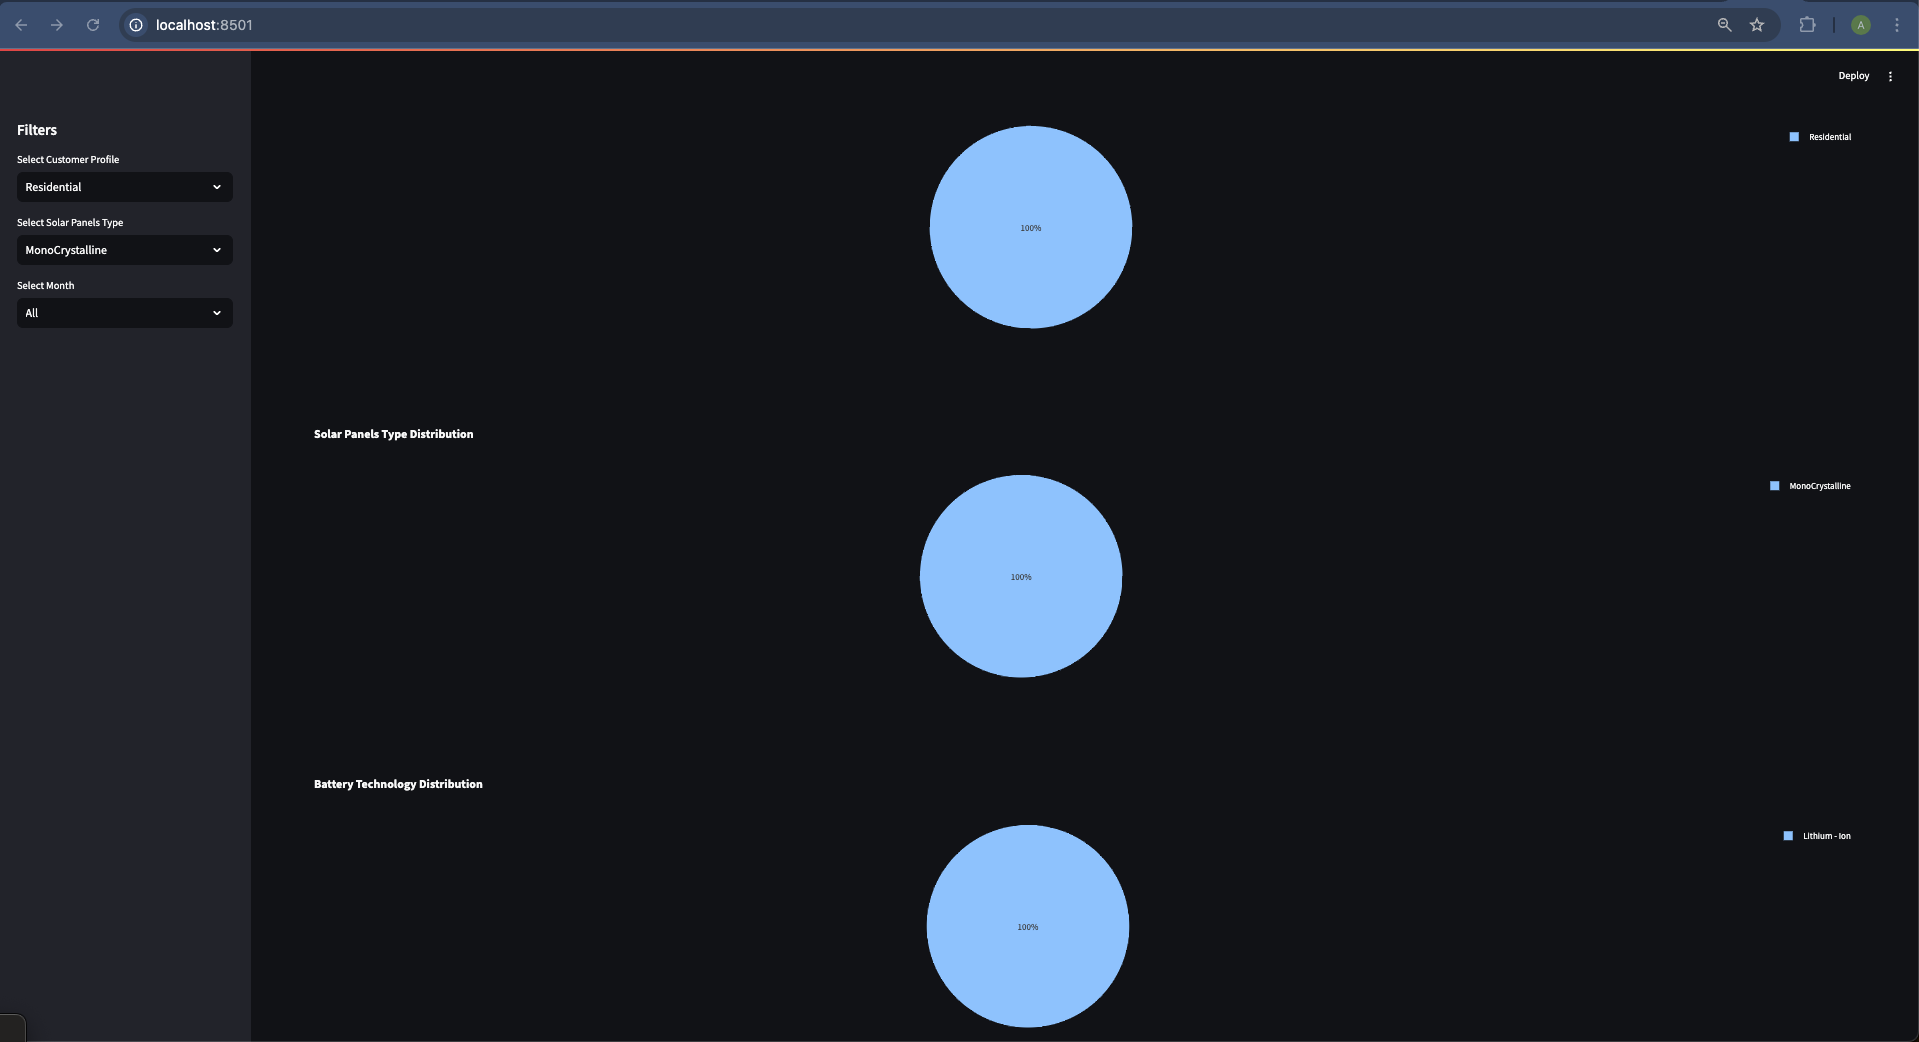 localhost:8501
A
Deploy
Filters
Select Customer Profile
Residential
Select Solar Panels Type
MonoCrystalline
Select Month
All
Residential
100%
Solar Panels Type Distribution
MonoCrystalline
100%
Battery Technology Distribution
Lithium - Ion
100%